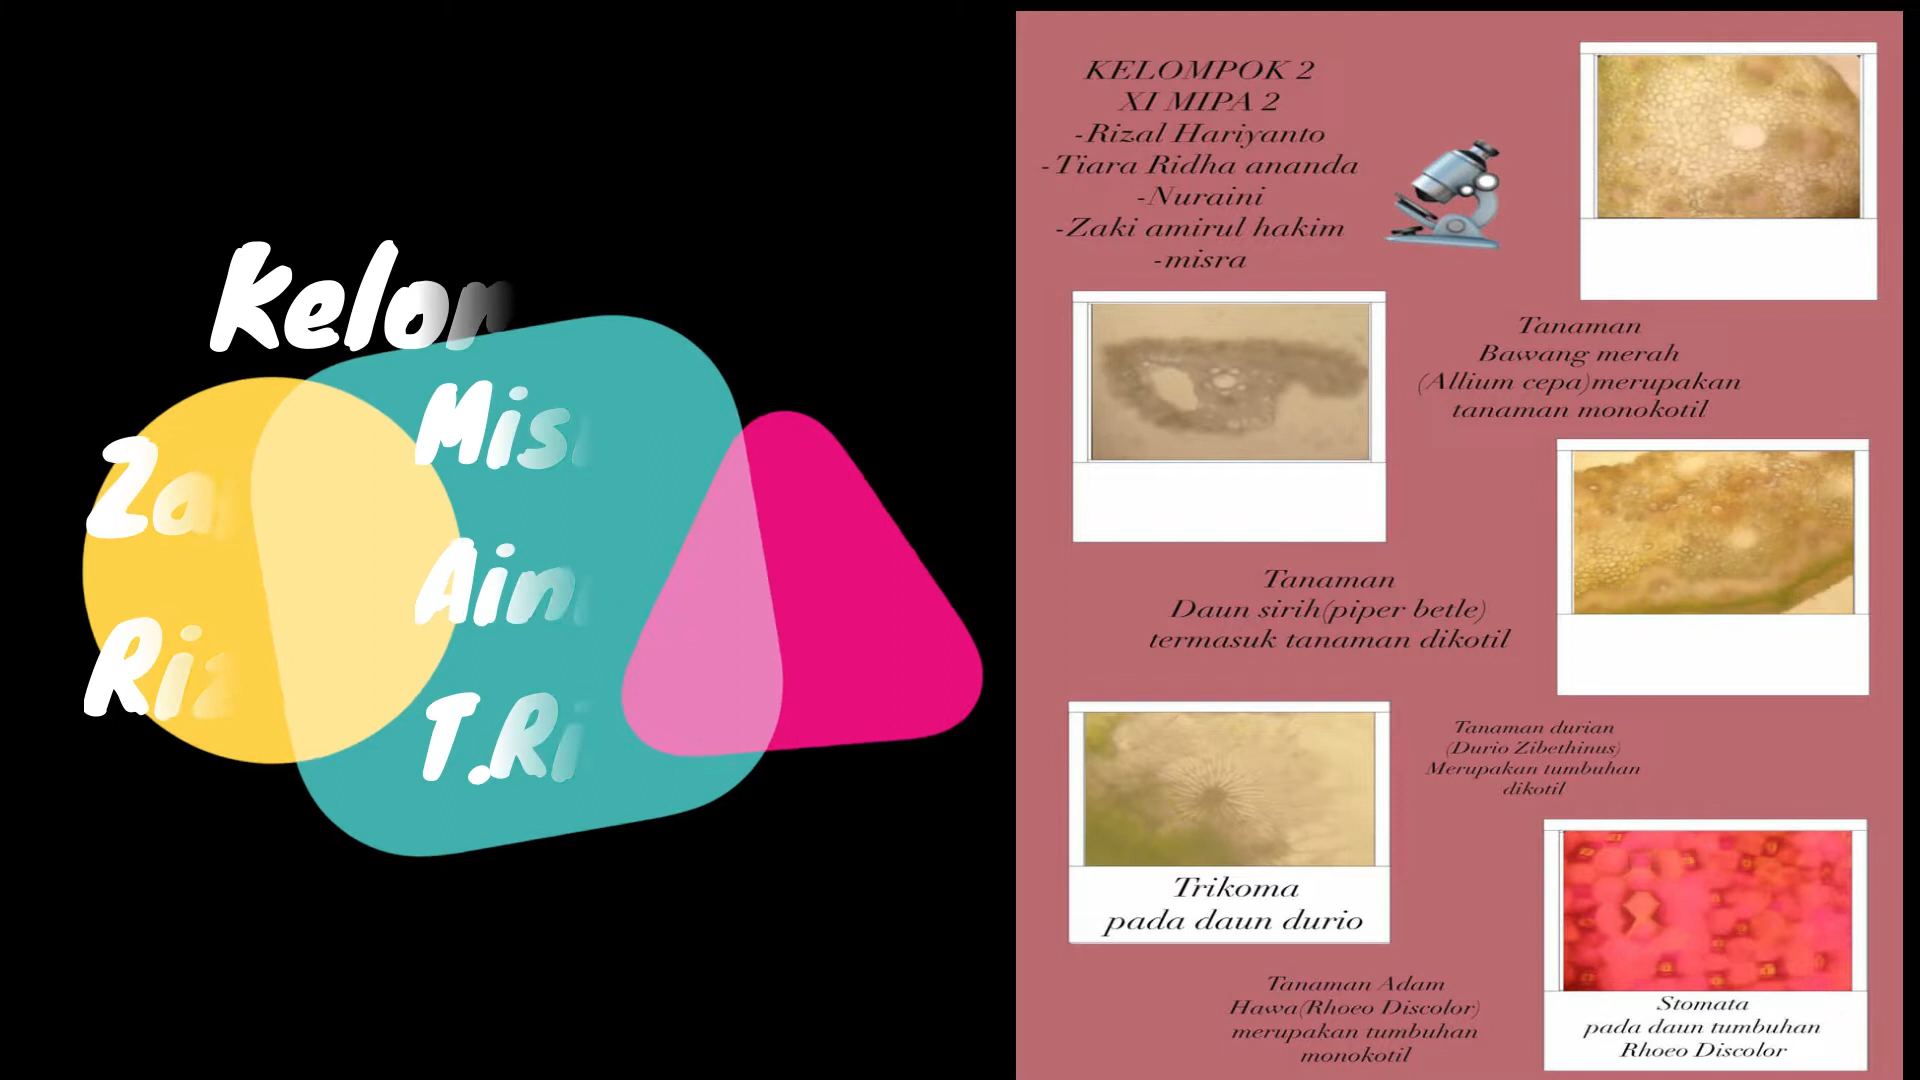 Kelom
Za
Riz
Mis
Ain
T.Ri
KELOMPOK 2
XI MIPA 2
-Rizal Hariyanto
-Tiara Ridha ananda
-Nuraini
-Zaki amirul hakim
-misra
Tanaman
Bawang merah
(Allium cepa)merupakan
tanaman monokotil
Tanaman
Daun sirih(piper betle)
termasuk tanaman dikotil
Tanaman durian
(Durio Zibethinus)
Merupakan tumbuhan
dikotil
Trikoma
pada daun durio
Tanaman Adam
Hawa(Rhoeo Discolor)
merupakan tumbuhan
monokotil
Stomata
pada daun tumbuhan
Rhoeo Discolor